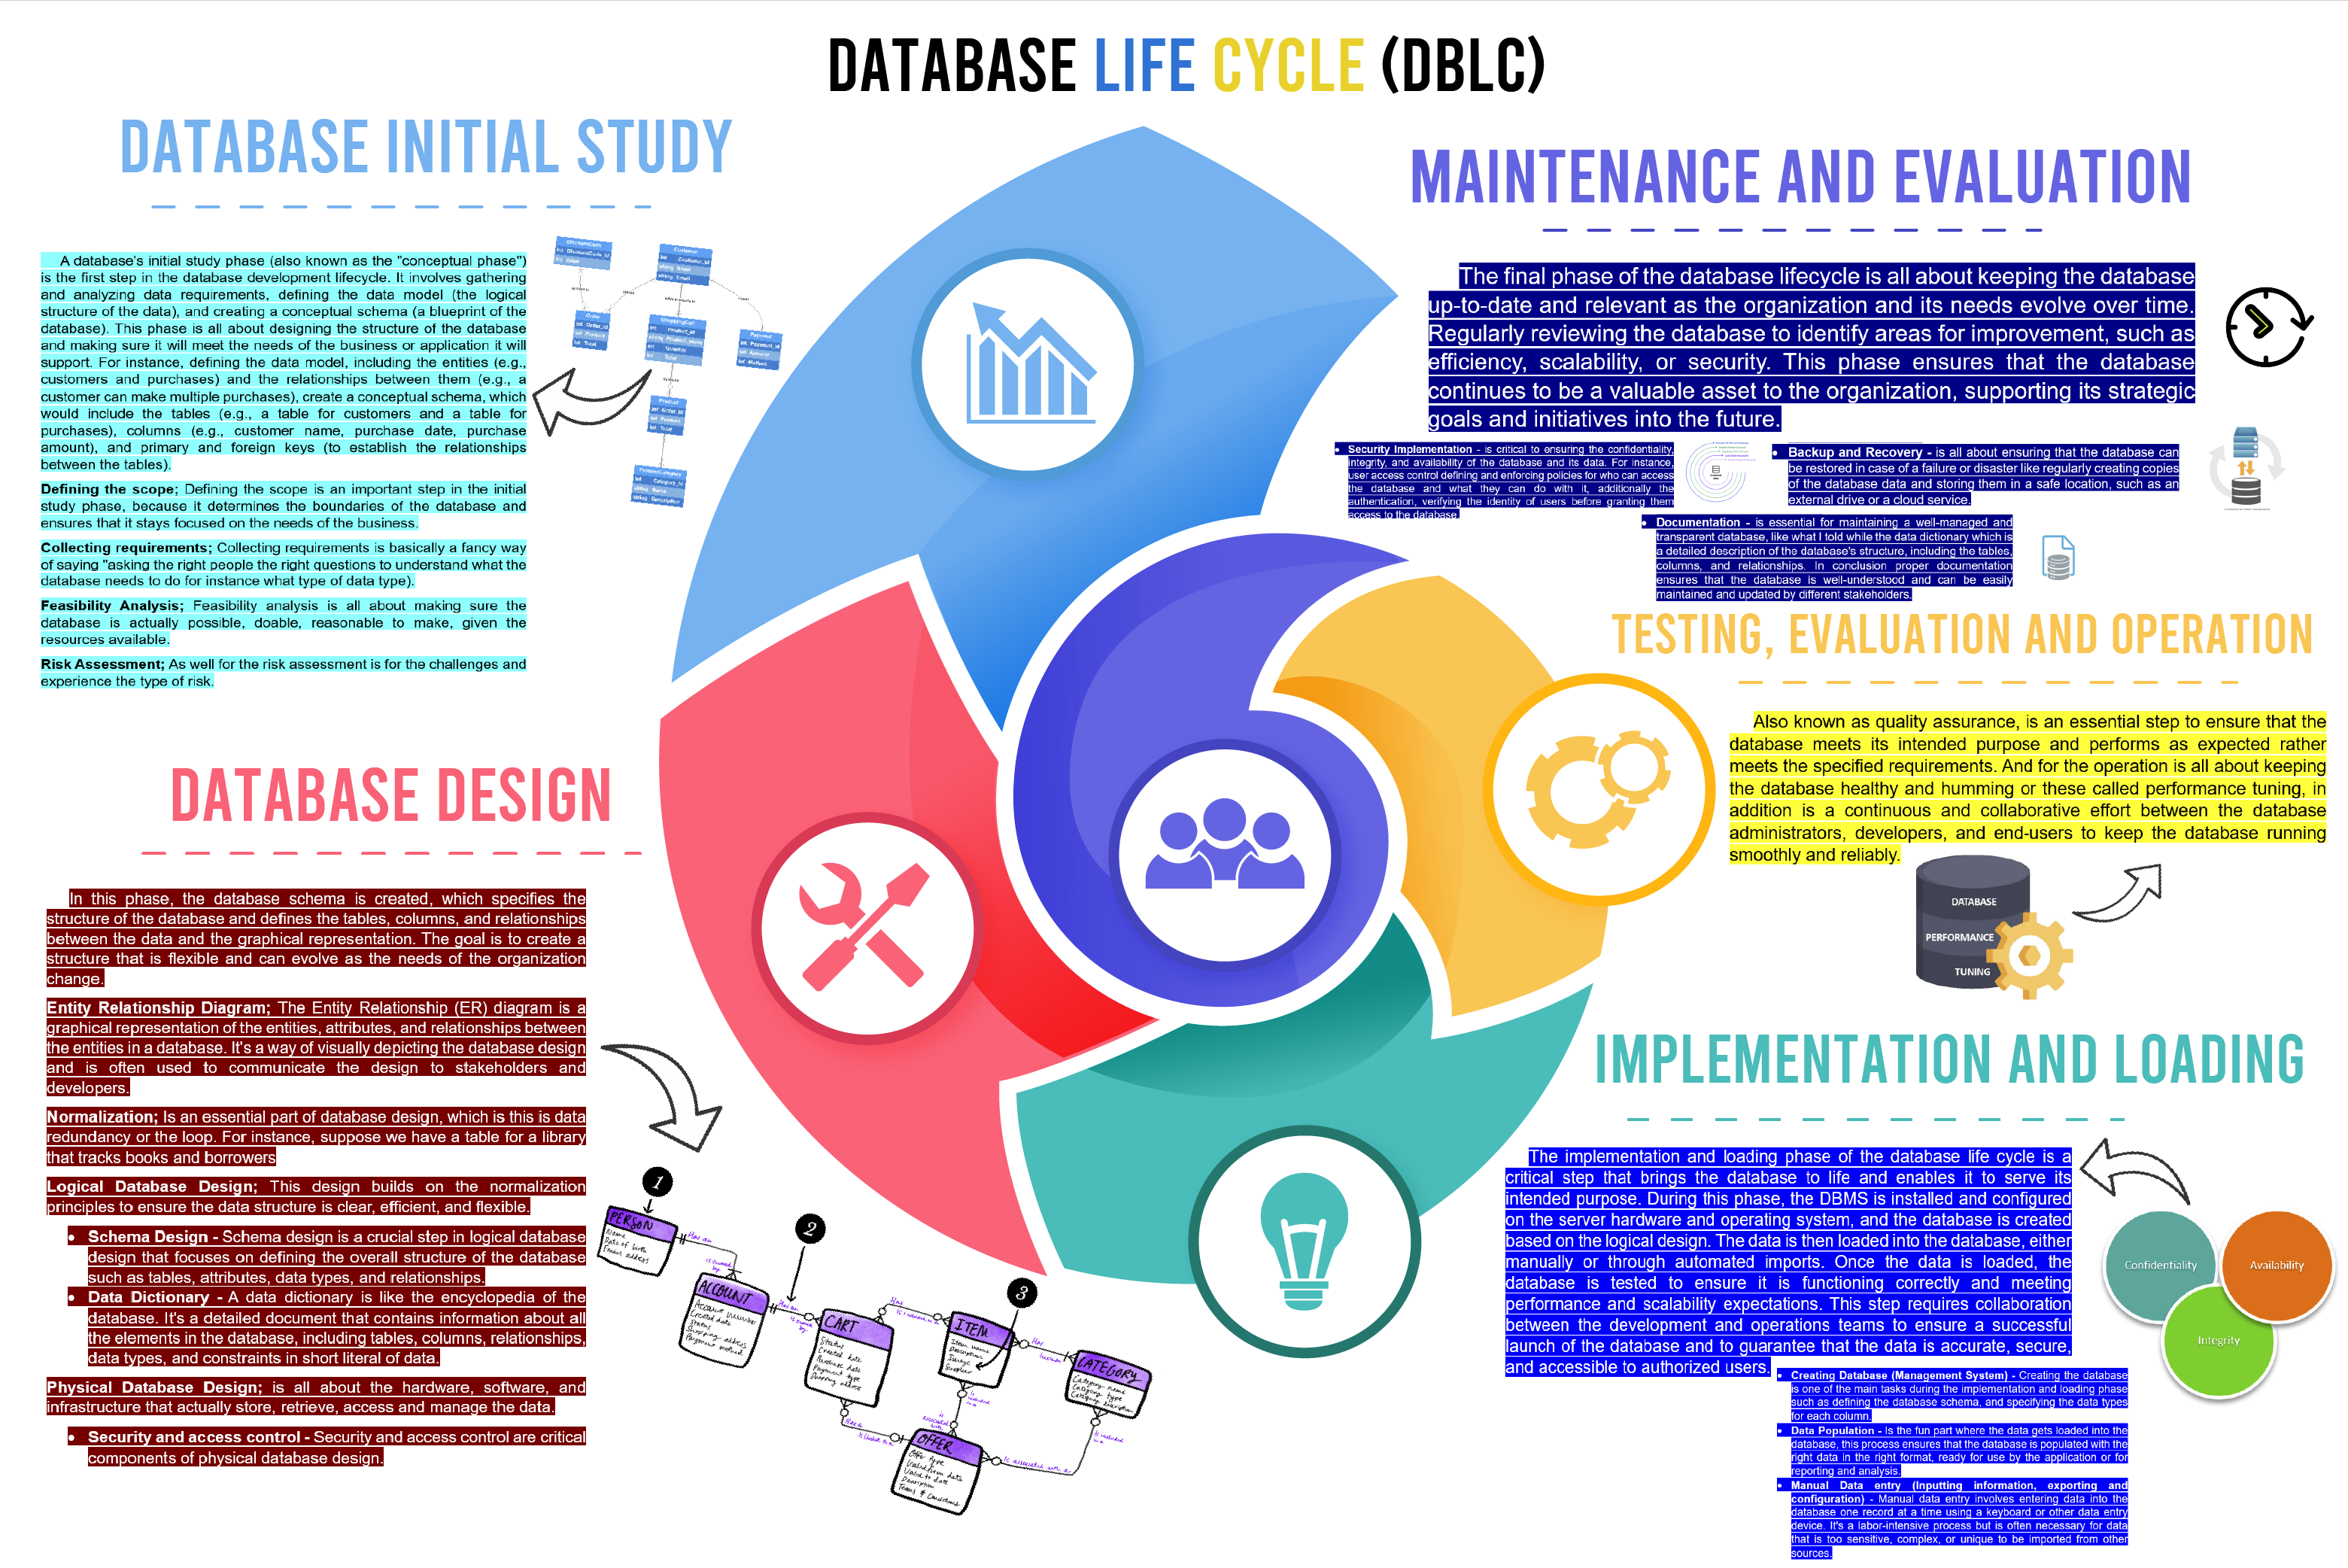 DATABASE LIFE CYCLE (DBLC)
DATABASE INITIAL STUDY
A database's initial study phase (also known as the "conceptual phase")
is the first step in the database development lifecycle. It involves gathering
and analyzing data requirements, defining the data model (the logical
structure of the data), and creating a conceptual schema (a blueprint of the
database). This phase is all about designing the structure of the database
and making sure it will meet the needs of the business or application it will
support. For instance, defining the data model, including the entities (e.g.,
customers and purchases) and the relationships between them (e.g., a
customer can make multiple purchases), create a conceptual schema, which
would include the tables (e.g., a table for customers and a table for
purchases), columns (e.g., customer name, purchase date, purchase
amount), and primary and foreign keys (to establish the relationships
between the tables).
Defining the scope; Defining the scope is an important step in the initial
study phase, because it determines the boundaries of the database and
ensures that it stays focused on the needs of the business.
Collecting requirements; Collecting requirements is basically a fancy way
of saying "asking the right people the right questions to understand what the
database needs to do for instance what type of data type).
Feasibility Analysis; Feasibility analysis is all about making sure the
database is actually possible, doable, reasonable to make, given the
resources available.
Risk Assessment; As well for the risk assessment is for the challenges and
experience the type of risk.
Customer
Order
Payment
Product
DATABASE DESIGN
In this phase, the database schema is created, which specifies the
structure of the database and defines the tables, columns, and relationships
between the data and the graphical representation. The goal is to create a
structure that is flexible and can evolve as the needs of the organization
change.
Entity Relationship Diagram; The Entity Relationship (ER) diagram is a
graphical representation of the entities, attributes, and relationships between
the entities in a database. It's a way of visually depicting the database design
and is often used to communicate the design to stakeholders and
developers.
Normalization; Is an essential part of database design, which is this is data
redundancy or the loop. For instance, suppose we have a table for a library
that tracks books and borrowers
Logical Database Design; This design builds on the normalization
principles to ensure the data structure is clear, efficient, and flexible.
• Schema Design - Schema design is a crucial step in logical database
design that focuses on defining the overall structure of the database
such as tables, attributes, data types, and relationships.
• Data Dictionary - A data dictionary is like the encyclopedia of the
database. It's a detailed document that contains information about all
the elements in the database, including tables, columns, relationships,
data types, and constraints in short literal of data.
Physical Database Design; is all about the hardware, software, and
infrastructure that actually store, retrieve, access and manage the data.
• Security and access control - Security and access control are critical
components of physical database design.
1
PERSON
Name
Date of birth
Email address
2
ACCOUNT
Account number
Created date
Status
Shipping address
Payment method
CART
Status
Created date
Purchase date
Payment type
Shipping address
3
ITEM
Item name
Description
Image
Supplier
CATEGORY
Category name
Category type
Category description
OFFER
Offer type
Valid from date
Valid to date
Description
Terms & Conditions
MAINTENANCE AND EVALUATION
The final phase of the database lifecycle is all about keeping the database
up-to-date and relevant as the organization and its needs evolve over time.
Regularly reviewing the database to identify areas for improvement, such as
efficiency, scalability, or security. This phase ensures that the database
continues to be a valuable asset to the organization, supporting its strategic
goals and initiatives into the future.
• Security Implementation - is critical to ensuring the confidentiality,
integrity, and availability of the database and its data. For instance,
user access control defining and enforcing policies for who can access
the database and what they can do with it, additionally the
authentication, verifying the identity of users before granting them
access to the database.
• Backup and Recovery - is all about ensuring that the database can
be restored in case of a failure or disaster like regularly creating copies
of the database data and storing them in a safe location, such as an
external drive or a cloud service.
• Documentation - is essential for maintaining a well-managed and
transparent database, like what I told while the data dictionary which is
a detailed description of the database's structure, including the tables,
columns, and relationships. In conclusion proper documentation
ensures that the database is well-understood and can be easily
maintained and updated by different stakeholders.
TESTING, EVALUATION AND OPERATION
Also known as quality assurance, is an essential step to ensure that the
database meets its intended purpose and performs as expected rather
meets the specified requirements. And for the operation is all about keeping
the database healthy and humming or these called performance tuning, in
addition is a continuous and collaborative effort between the database
administrators, developers, and end-users to keep the database running
smoothly and reliably.
DATABASE
PERFORMANCE
TUNING
IMPLEMENTATION AND LOADING
The implementation and loading phase of the database life cycle is a
critical step that brings the database to life and enables it to serve its
intended purpose. During this phase, the DBMS is installed and configured
on the server hardware and operating system, and the database is created
based on the logical design. The data is then loaded into the database, either
manually or through automated imports. Once the data is loaded, the
database is tested to ensure it is functioning correctly and meeting
performance and scalability expectations. This step requires collaboration
between the development and operations teams to ensure a successful
launch of the database and to guarantee that the data is accurate, secure,
and accessible to authorized users.
Confidentiality
Availability
Integrity
• Creating Database (Management System) - Creating the database
is one of the main tasks during the implementation and loading phase
such as defining the database schema, and specifying the data types
for each column.
• Data Population - Is the fun part where the data gets loaded into the
database, this process ensures that the database is populated with the
right data in the right format, ready for use by the application or for
reporting and analysis.
• Manual Data entry (Inputting information, exporting and
configuration) - Manual data entry involves entering data into the
database one record at a time using a keyboard or other data entry
device. It's a labor-intensive process but is often necessary for data
that is too sensitive, complex, or unique to be imported from other
sources.